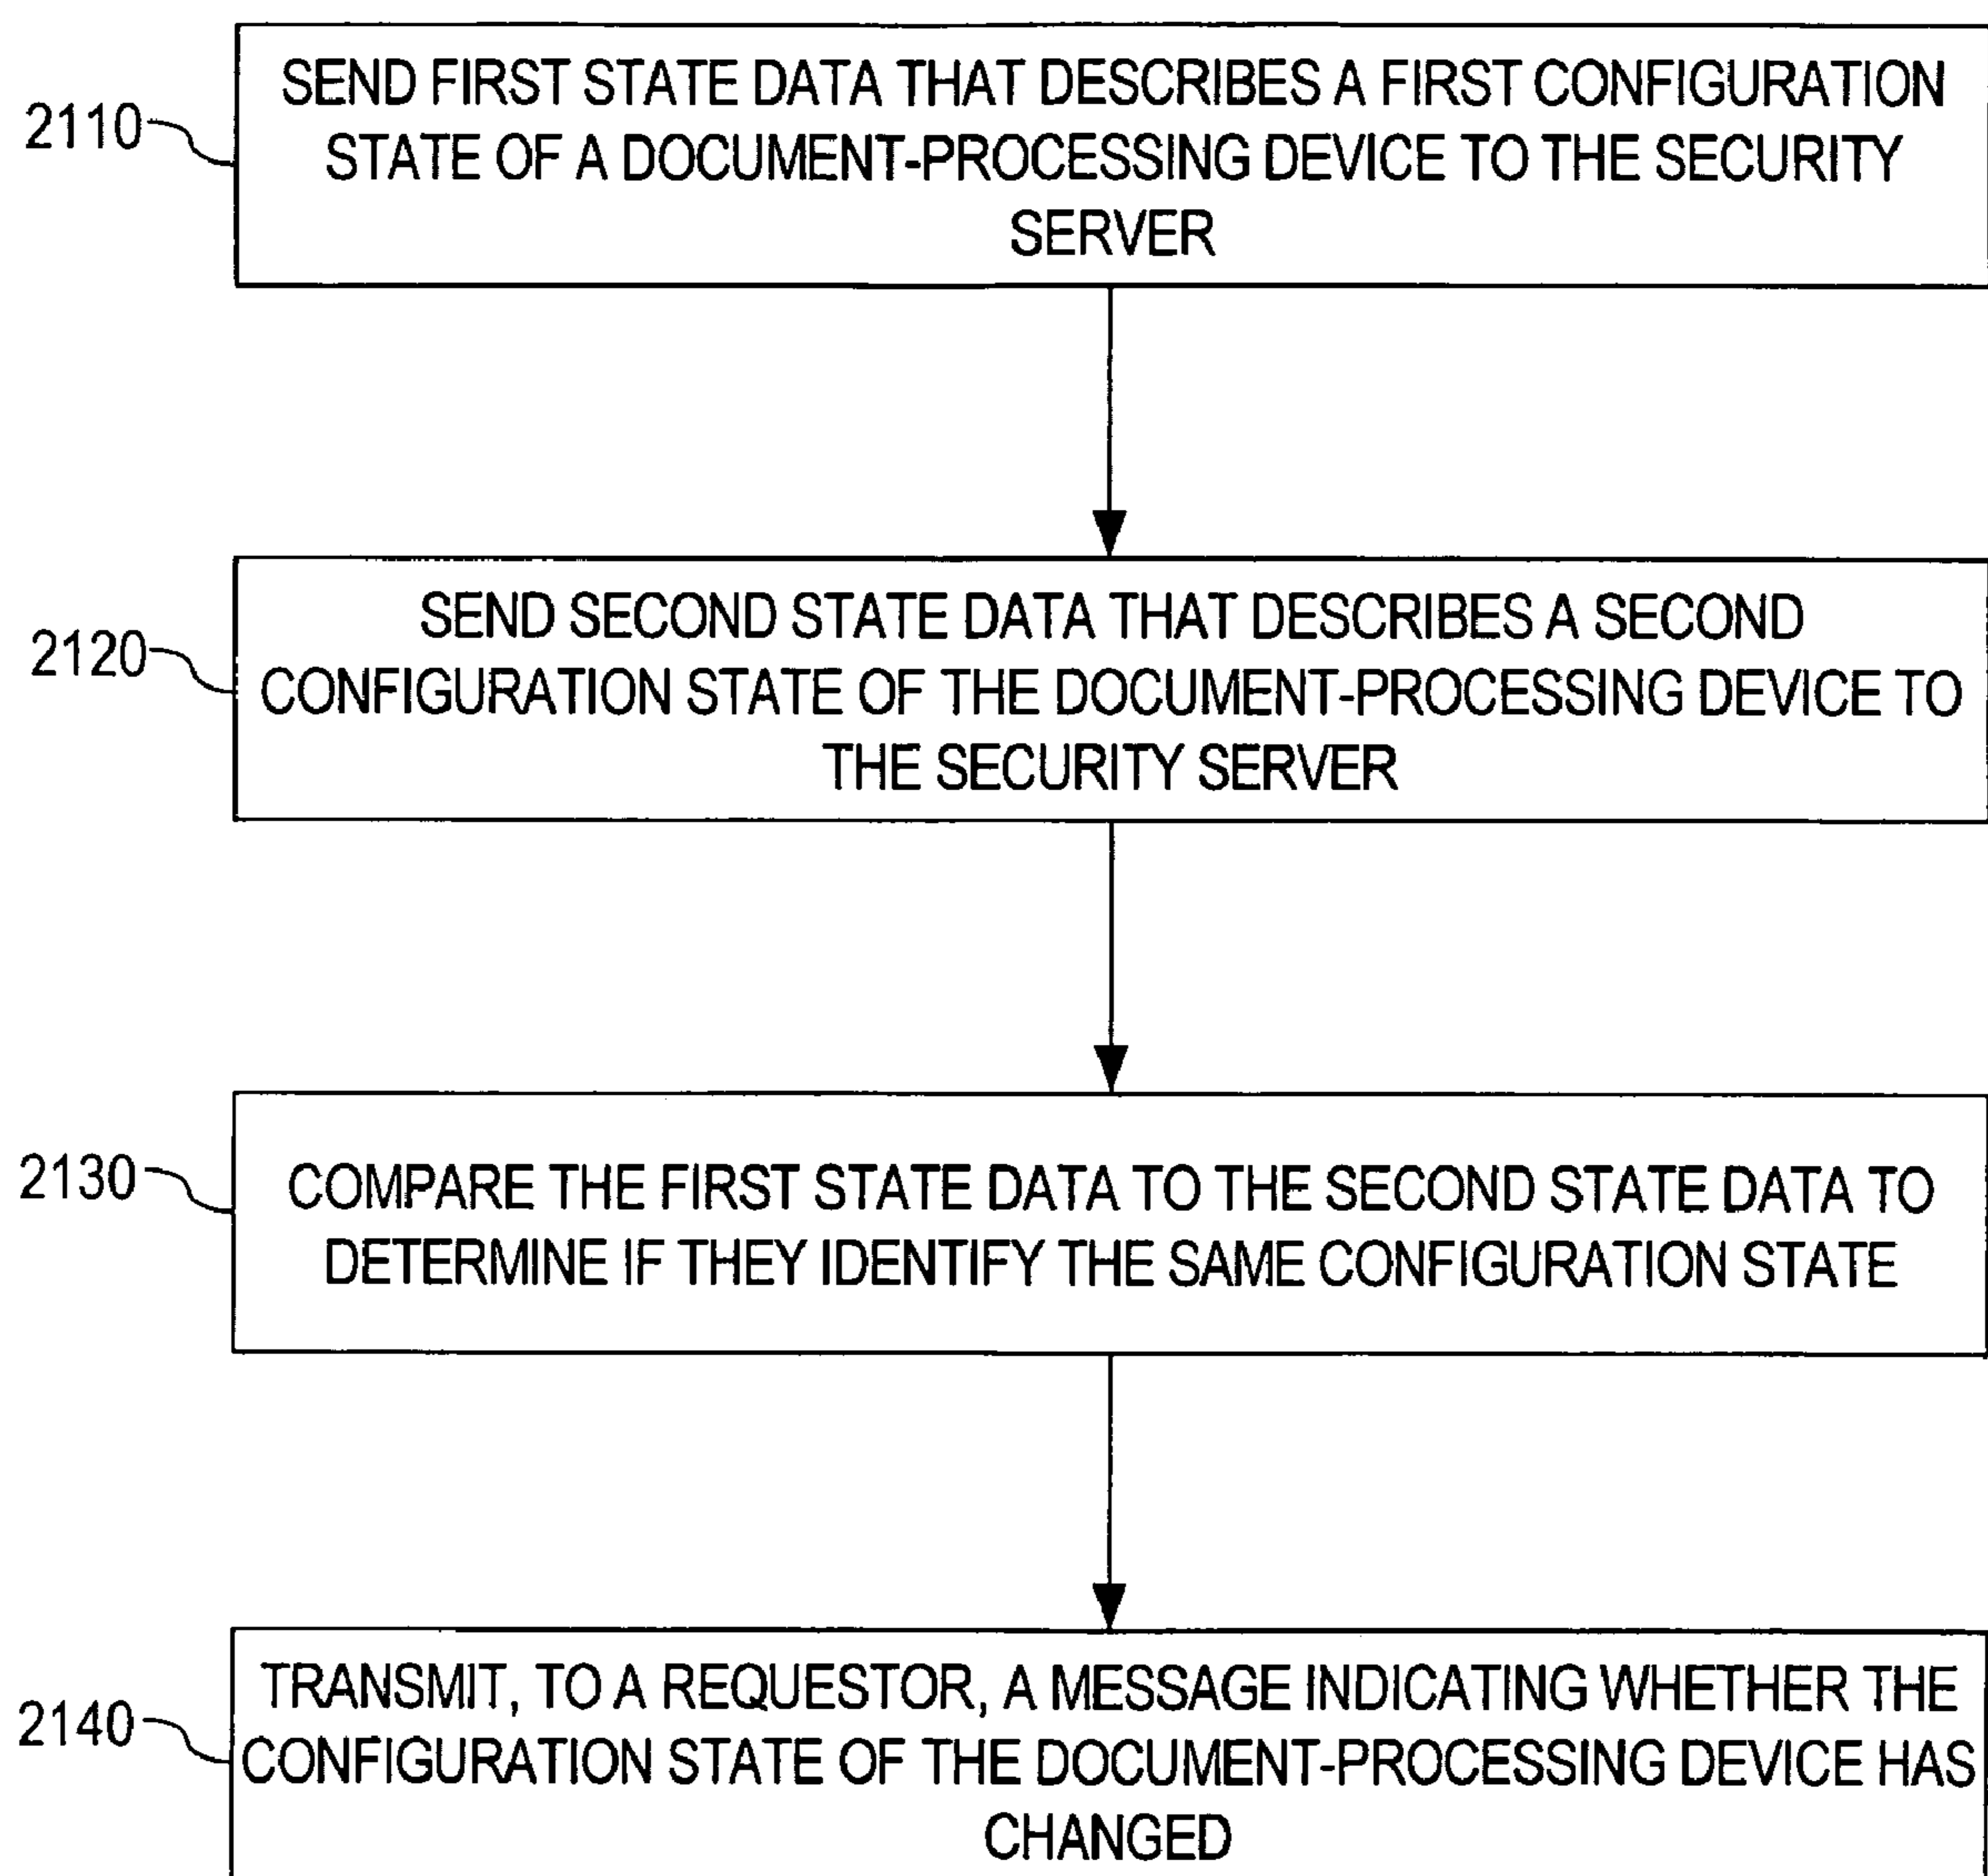 SEND FIRST STATE DATA THAT DESCRIBES A FIRST CONFIGURATION
2110
STATE OF A DOCUMENT-PROCESSING DEVICE TO THE SECURITY
SERVER
SEND SECOND STATE DATA THAT DESCRIBES A SECOND
2120
CONFIGURATION STATE OF THE DOCUMENT-PROCESSING DEVICE TO
THE SECURITY SERVER
2130
COMPARE THE FIRST STATE DATA TO THE SECOND STATE DATA TO
DETERMINE IF THEY IDENTIFY THE SAME CONFIGURATION STATE
TRANSMIT, TO A REQUESTOR, A MESSAGE INDICATING WHETHER THE
2140
CONFIGURATION STATE OF THE DOCUMENT-PROCESSING DEVICE HAS
CHANGED